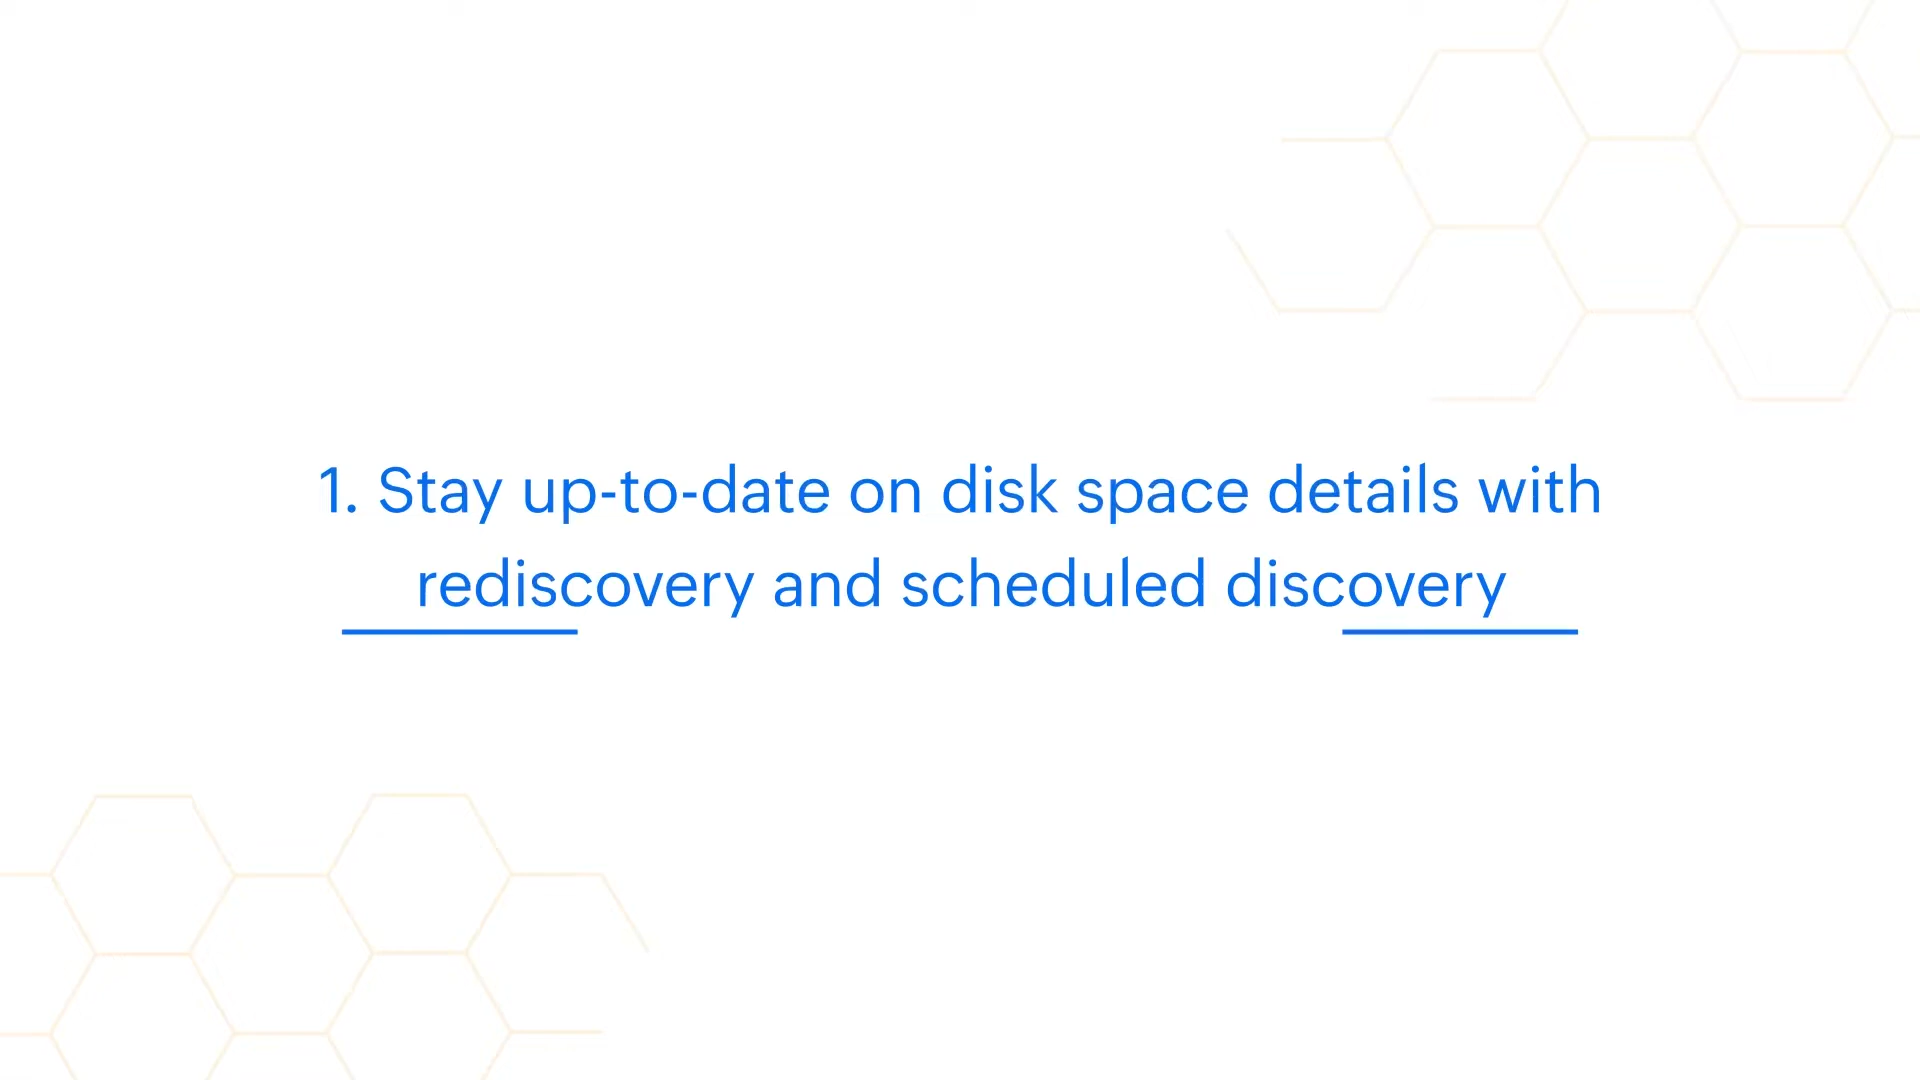 1. Stay up-to-date on disk space details with
rediscovery and scheduled discovery